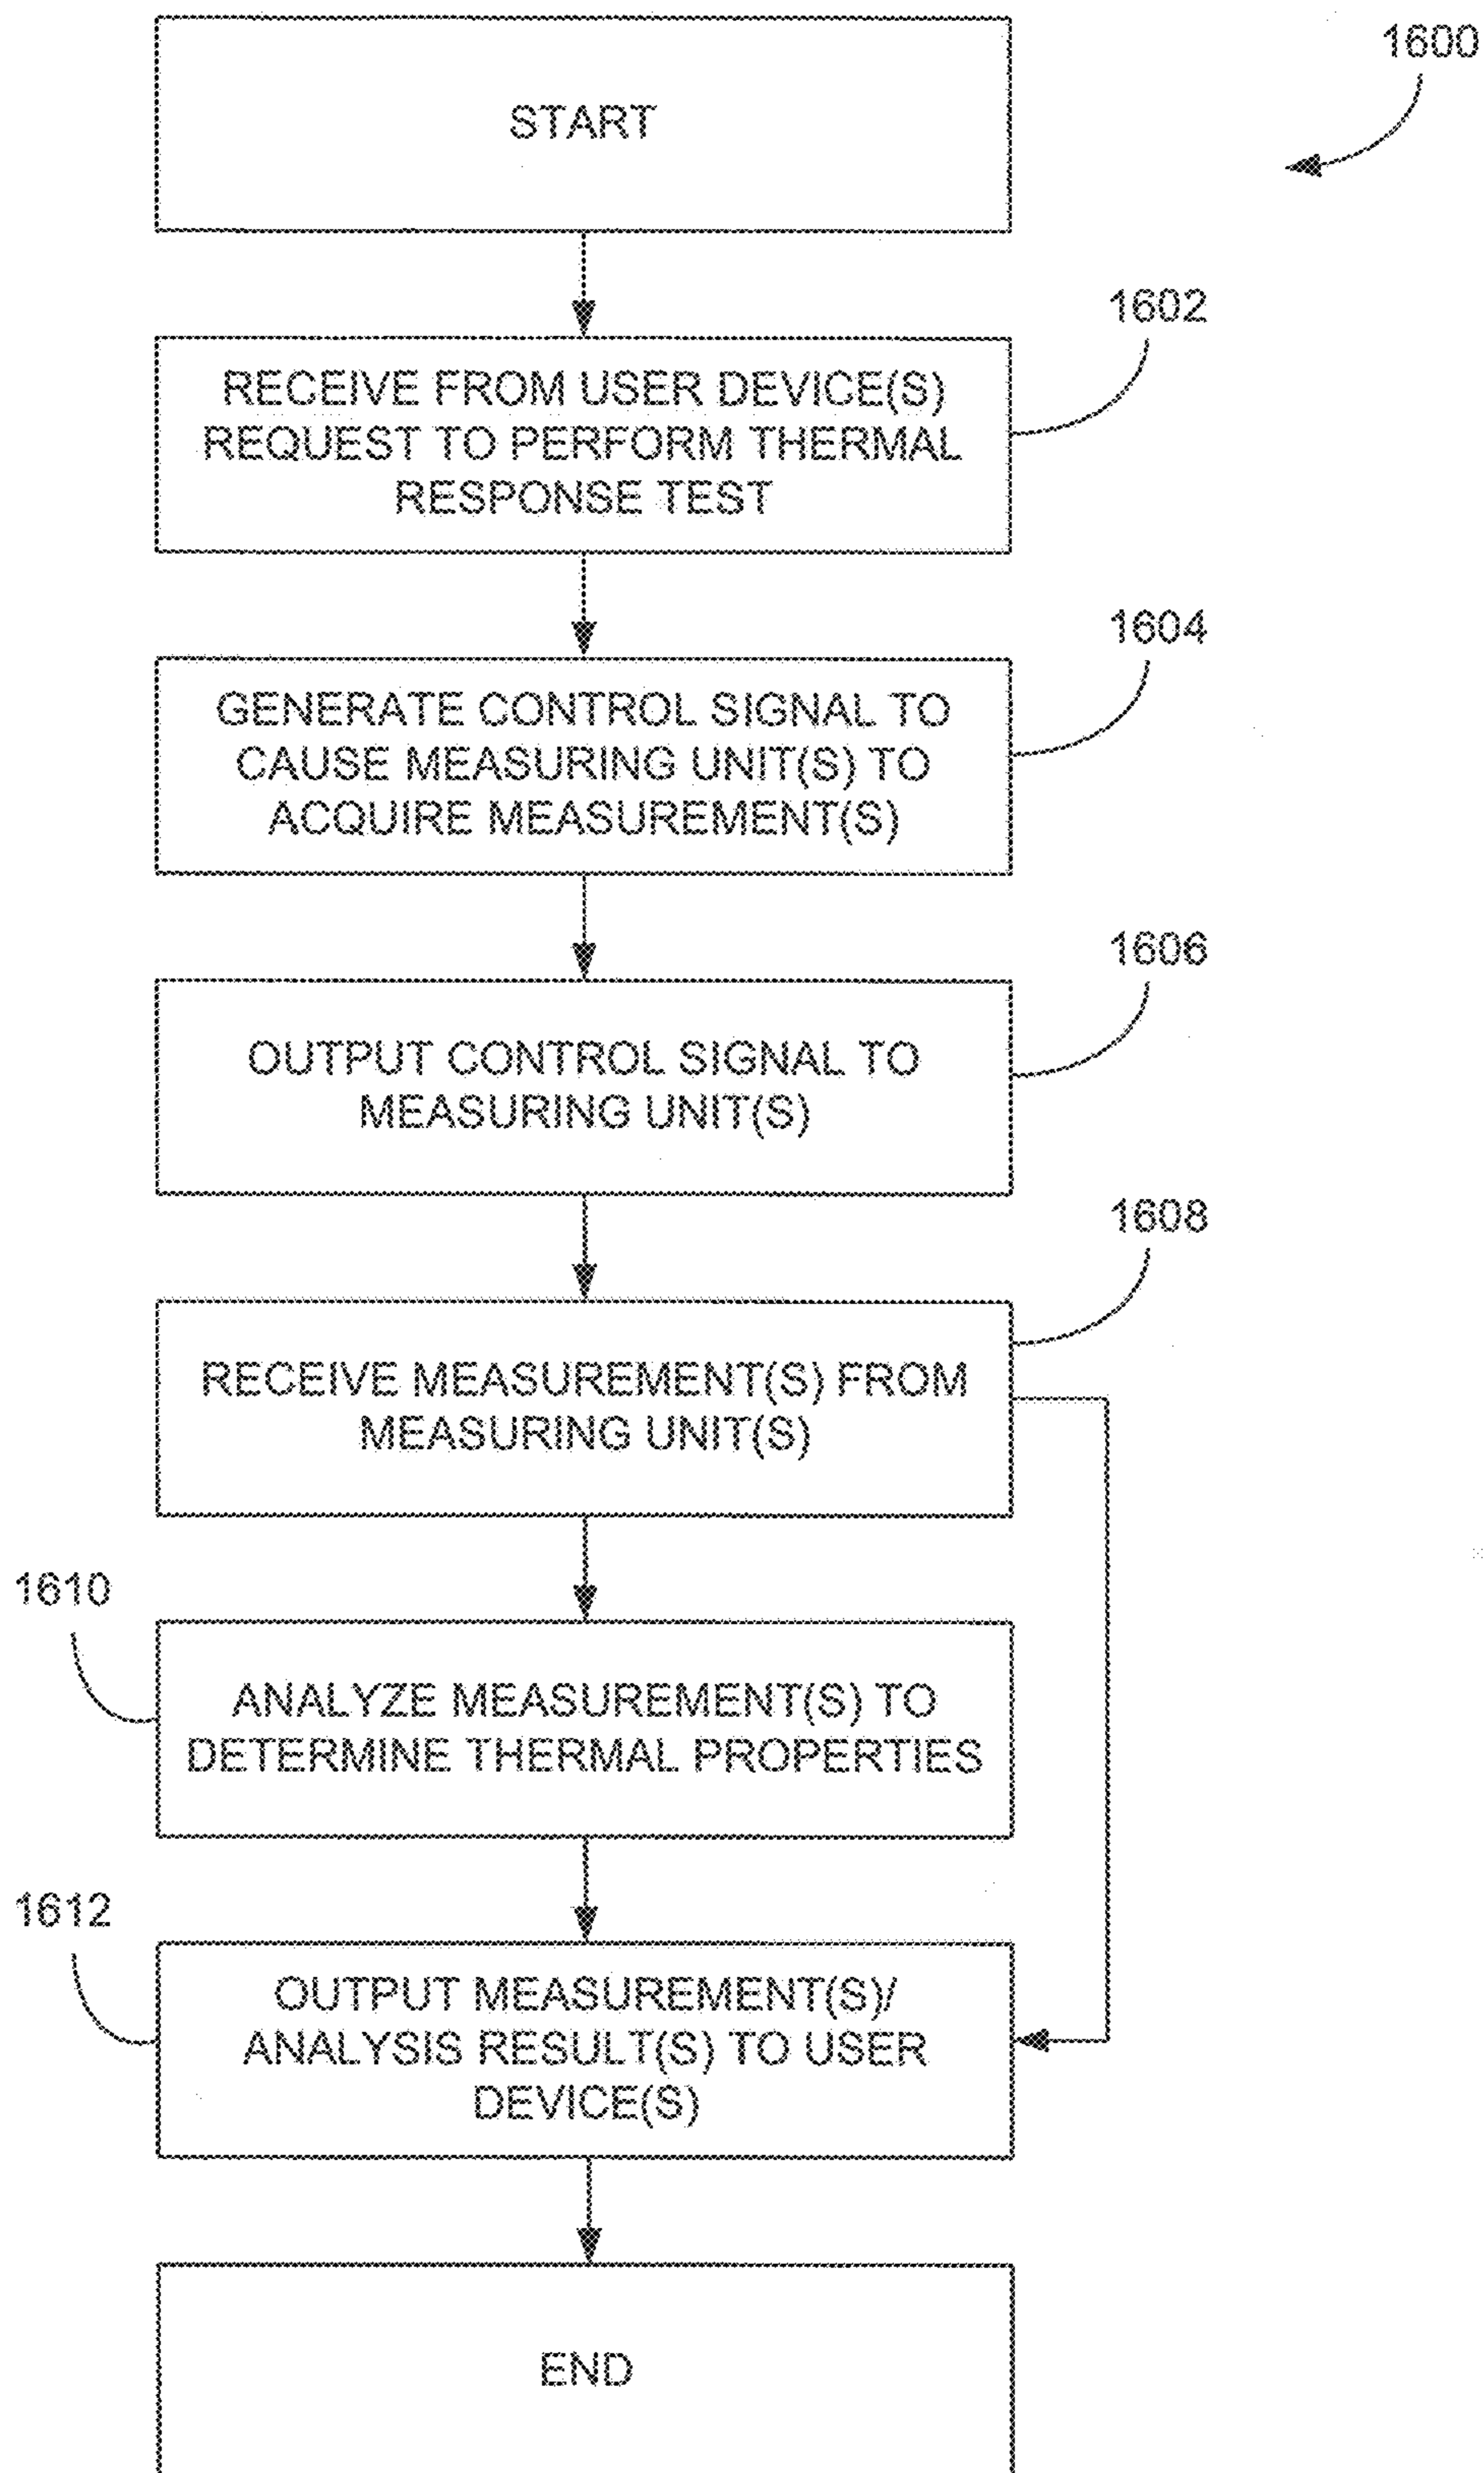 1600
START
1602
RECEIVE FROM USER DEVICE(S)
REQUEST TO PERFORM THERMAL
RESPONSE TEST
1604
GENERATE CONTROL SIGNAL TO
CAUSE MEASURING UNIT(S) TO
ACQUIRE MEASUREMENT(S)
1606
OUTPUT CONTROL SIGNAL TO
MEASURING UNIT(S)
1608
RECEIVE MEASUREMENT(S) FROM
MEASURING UNIT(S)
1610
ANALYZE MEASUREMENT(S) TO
DETERMINE THERMAL PROPERTIES
1612
OUTPUT MEASUREMENT(S)/
ANALYSIS RESULT(S) TO USER
DEVICE(S)
END